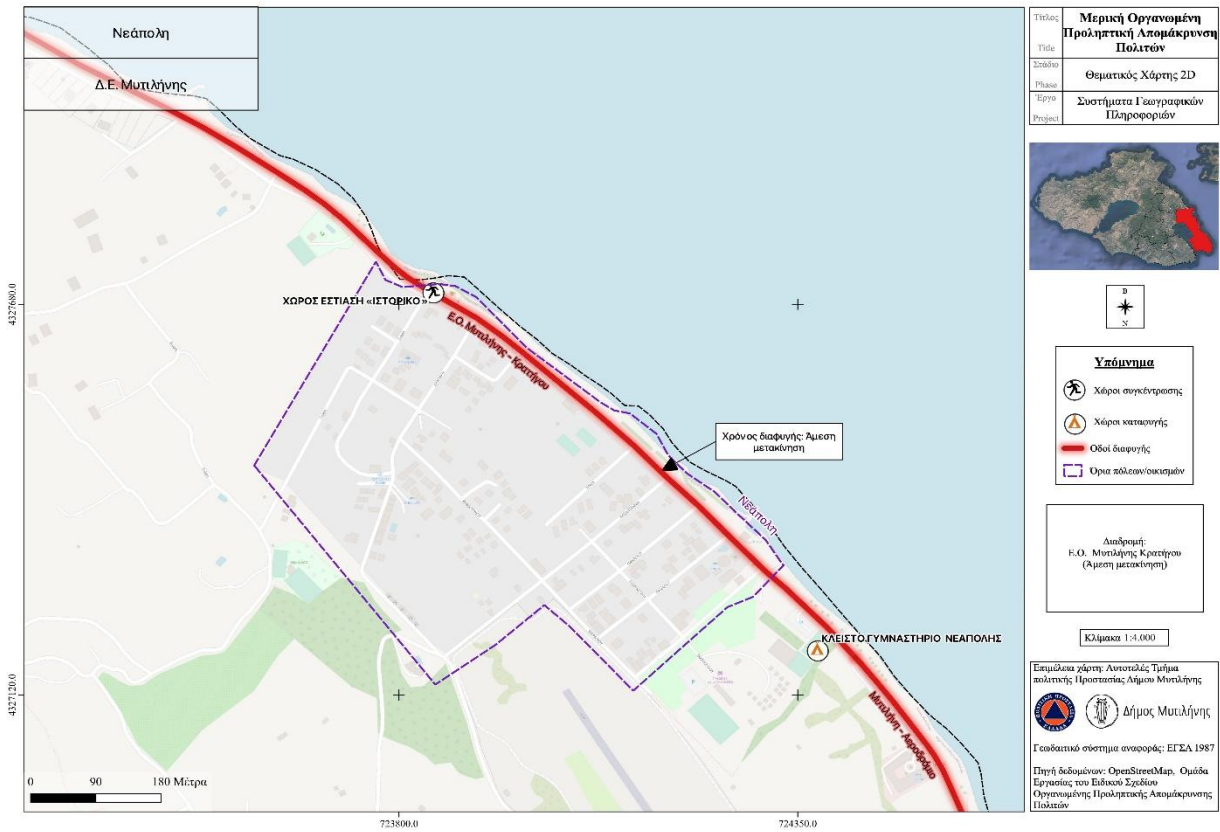 Νεάπολη
Δ.Ε. Μυτιλήνης
ΧΩΡΟΣ ΕΣΤΙΑΣΗ «ΙΣΤΟΡΙΚΟ»
Ε.Ο. Μυτιλήνης - Κρατήγου
Χρόνος διαφυγής: Άμεση
μετακίνηση
Νεάπολη
ΚΛΕΙΣΤΟ ΓΥΜΝΑΣΤΗΡΙΟ ΝΕΑΠΟΛΗΣ
Μυτιλήνη - Αεροδρόμιο
4327680.0
4327120.0
723800.0
724350.0
0 90 180 Μέτρα
Τίτλος
Title
Μερική Οργανωμένη
Προληπτική Απομάκρυνση
Πολιτών
Στάδιο
Phase
Θεματικός Χάρτης 2D
Έργο
Project
Συστήματα Γεωγραφικών
Πληροφοριών
Β
Ν
Υπόμνημα
Χώροι συγκέντρωσης
Χώροι καταφυγής
Οδοί διαφυγής
Όρια πόλεων/οικισμών
Διαδρομή:
Ε.Ο. Μυτιλήνης Κρατήγου
(Άμεση μετακίνηση)
Κλίμακα 1:4.000
Επιμέλεια χάρτη: Αυτοτελές Τμήμα
πολιτικής Προστασίας Δήμου Μυτιλήνης
Δήμος Μυτιλήνης
Γεωδαιτικό σύστημα αναφοράς: ΕΓΣΑ 1987
Πηγή δεδομένων: OpenStreetMap, Ομάδα
Εργασίας του Ειδικού Σχεδίου
Οργανωμένης Προληπτικής Απομάκρυνσης
Πολιτών